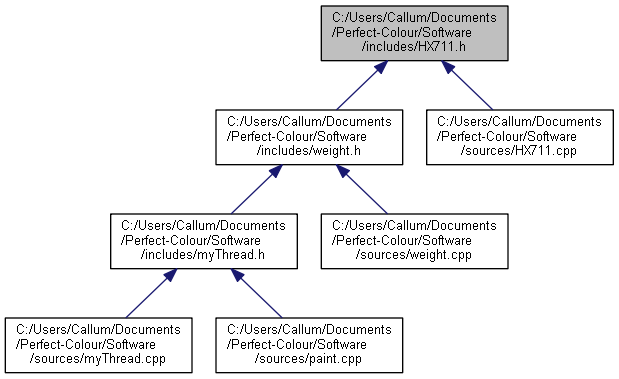 C:/Users/Callum/Documents
/Perfect-Colour/Software
/includes/HX711.h
C:/Users/Callum/Documents
/Perfect-Colour/Software
/includes/weight.h
C:/Users/Callum/Documents
/Perfect-Colour/Software
/sources/HX711.cpp
C:/Users/Callum/Documents
/Perfect-Colour/Software
/includes/myThread.h
C:/Users/Callum/Documents
/Perfect-Colour/Software
/sources/weight.cpp
C:/Users/Callum/Documents
/Perfect-Colour/Software
/sources/myThread.cpp
C:/Users/Callum/Documents
/Perfect-Colour/Software
/sources/paint.cpp